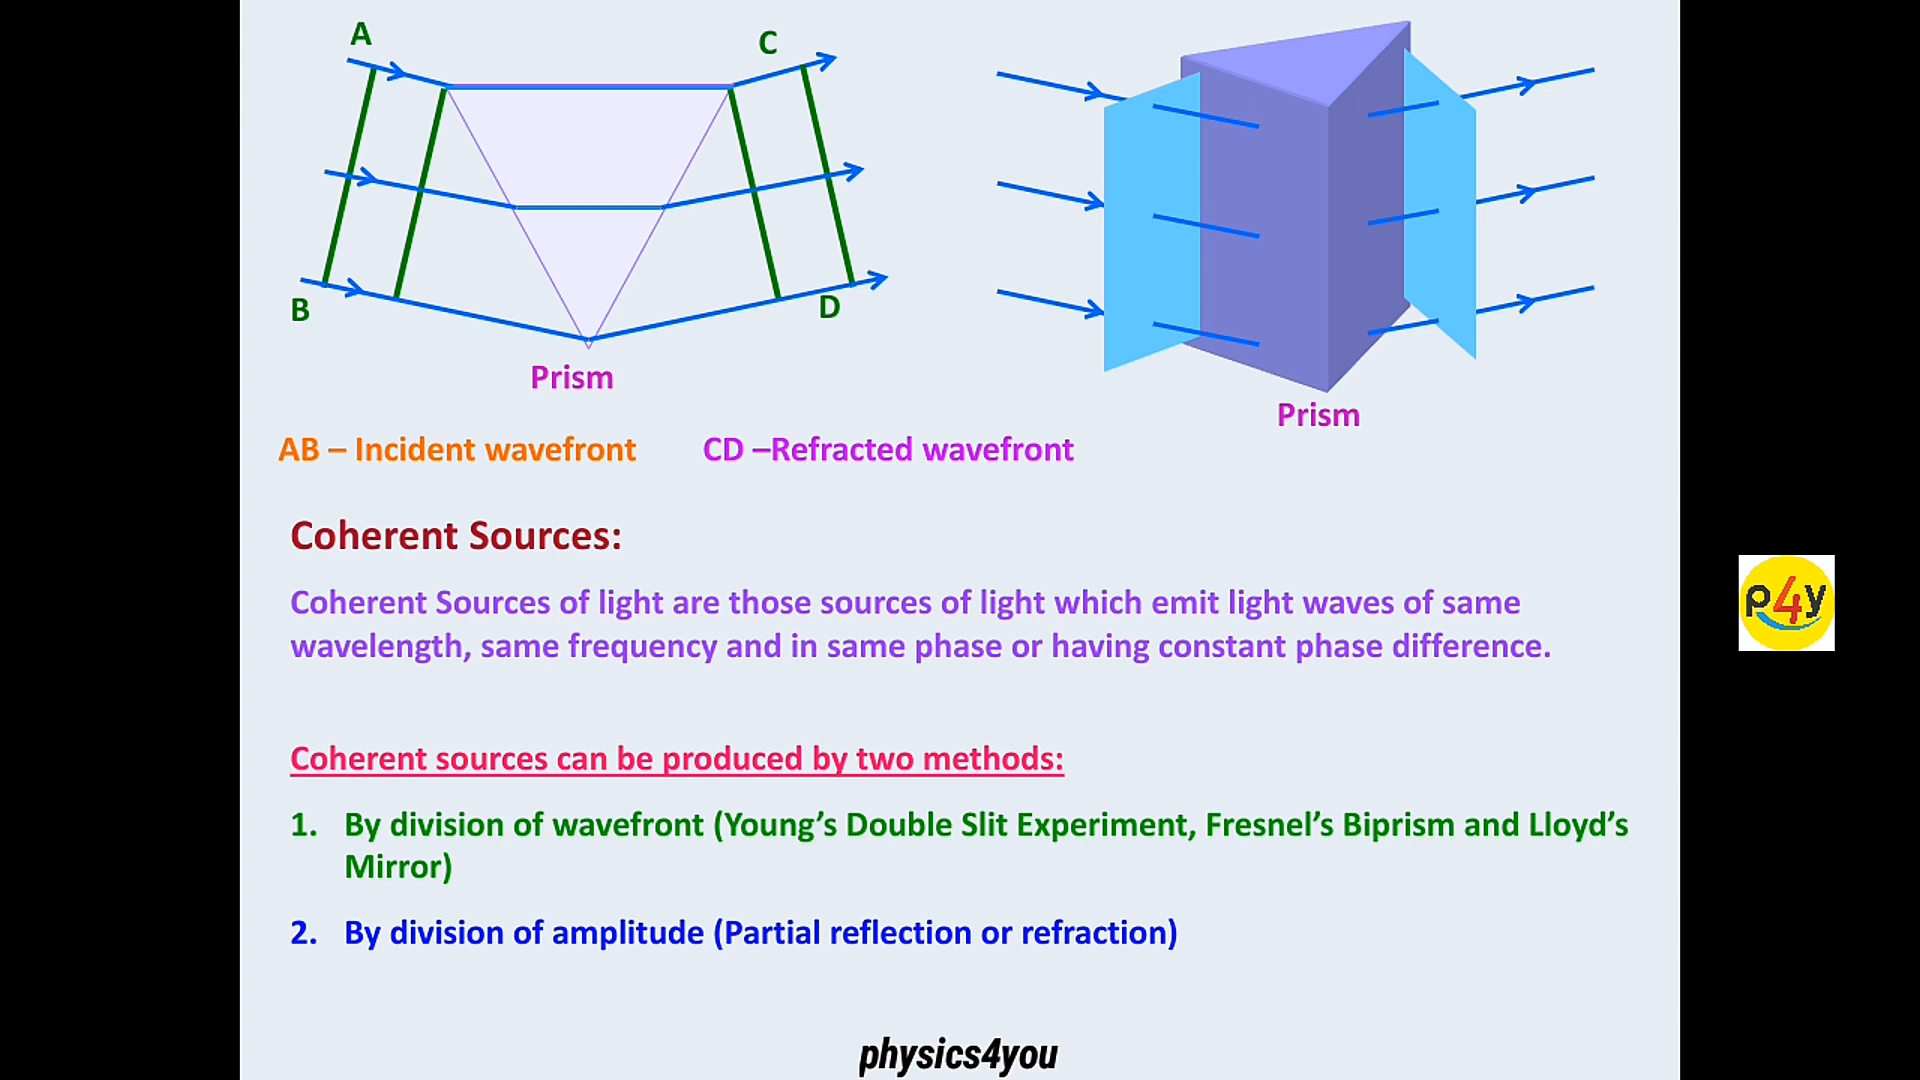 A
C
B
D
Prism
Prism
AB – Incident wavefront
CD –Refracted wavefront
Coherent Sources:
Coherent Sources of light are those sources of light which emit light waves of same
wavelength, same frequency and in same phase or having constant phase difference.
Coherent sources can be produced by two methods:
1. By division of wavefront (Young’s Double Slit Experiment, Fresnel’s Biprism and Lloyd’s
Mirror)
2. By division of amplitude (Partial reflection or refraction)
p4y
physics4you